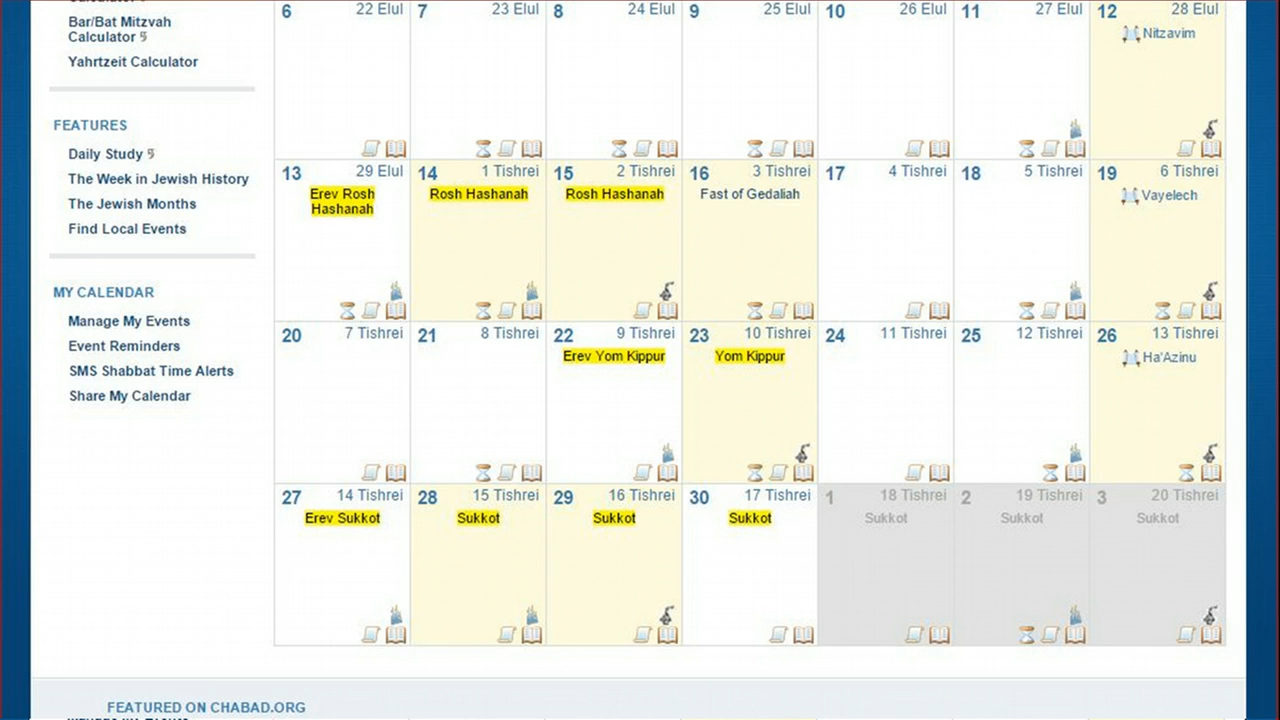 Bar/Bat Mitzvah
Calculator
Yahrtzeit Calculator
FEATURES
Daily Study
The Week in Jewish History
The Jewish Months
Find Local Events
MY CALENDAR
Manage My Events
Event Reminders
SMS Shabbat Time Alerts
Share My Calendar
6 22 Elul 7 23 Elul 8 24 Elul 9 25 Elul 10 26 Elul 11 27 Elul 12 28 Elul
Nitzavim
13 29 Elul 14 1 Tishrei 15 2 Tishrei 16 3 Tishrei 17 4 Tishrei 18 5 Tishrei 19 6 Tishrei
Erev Rosh Rosh Hashanah Rosh Hashanah Fast of Gedaliah Vayelech
Hashanah
20 7 Tishrei 21 8 Tishrei 22 9 Tishrei 23 10 Tishrei 24 11 Tishrei 25 12 Tishrei 26 13 Tishrei
Erev Yom Kippur Yom Kippur Ha'Azinu
27 14 Tishrei 28 15 Tishrei 29 16 Tishrei 30 17 Tishrei 1 18 Tishrei 2 19 Tishrei 3 20 Tishrei
Erev Sukkot Sukkot Sukkot Sukkot Sukkot Sukkot Sukkot
FEATURED ON CHABAD.ORG